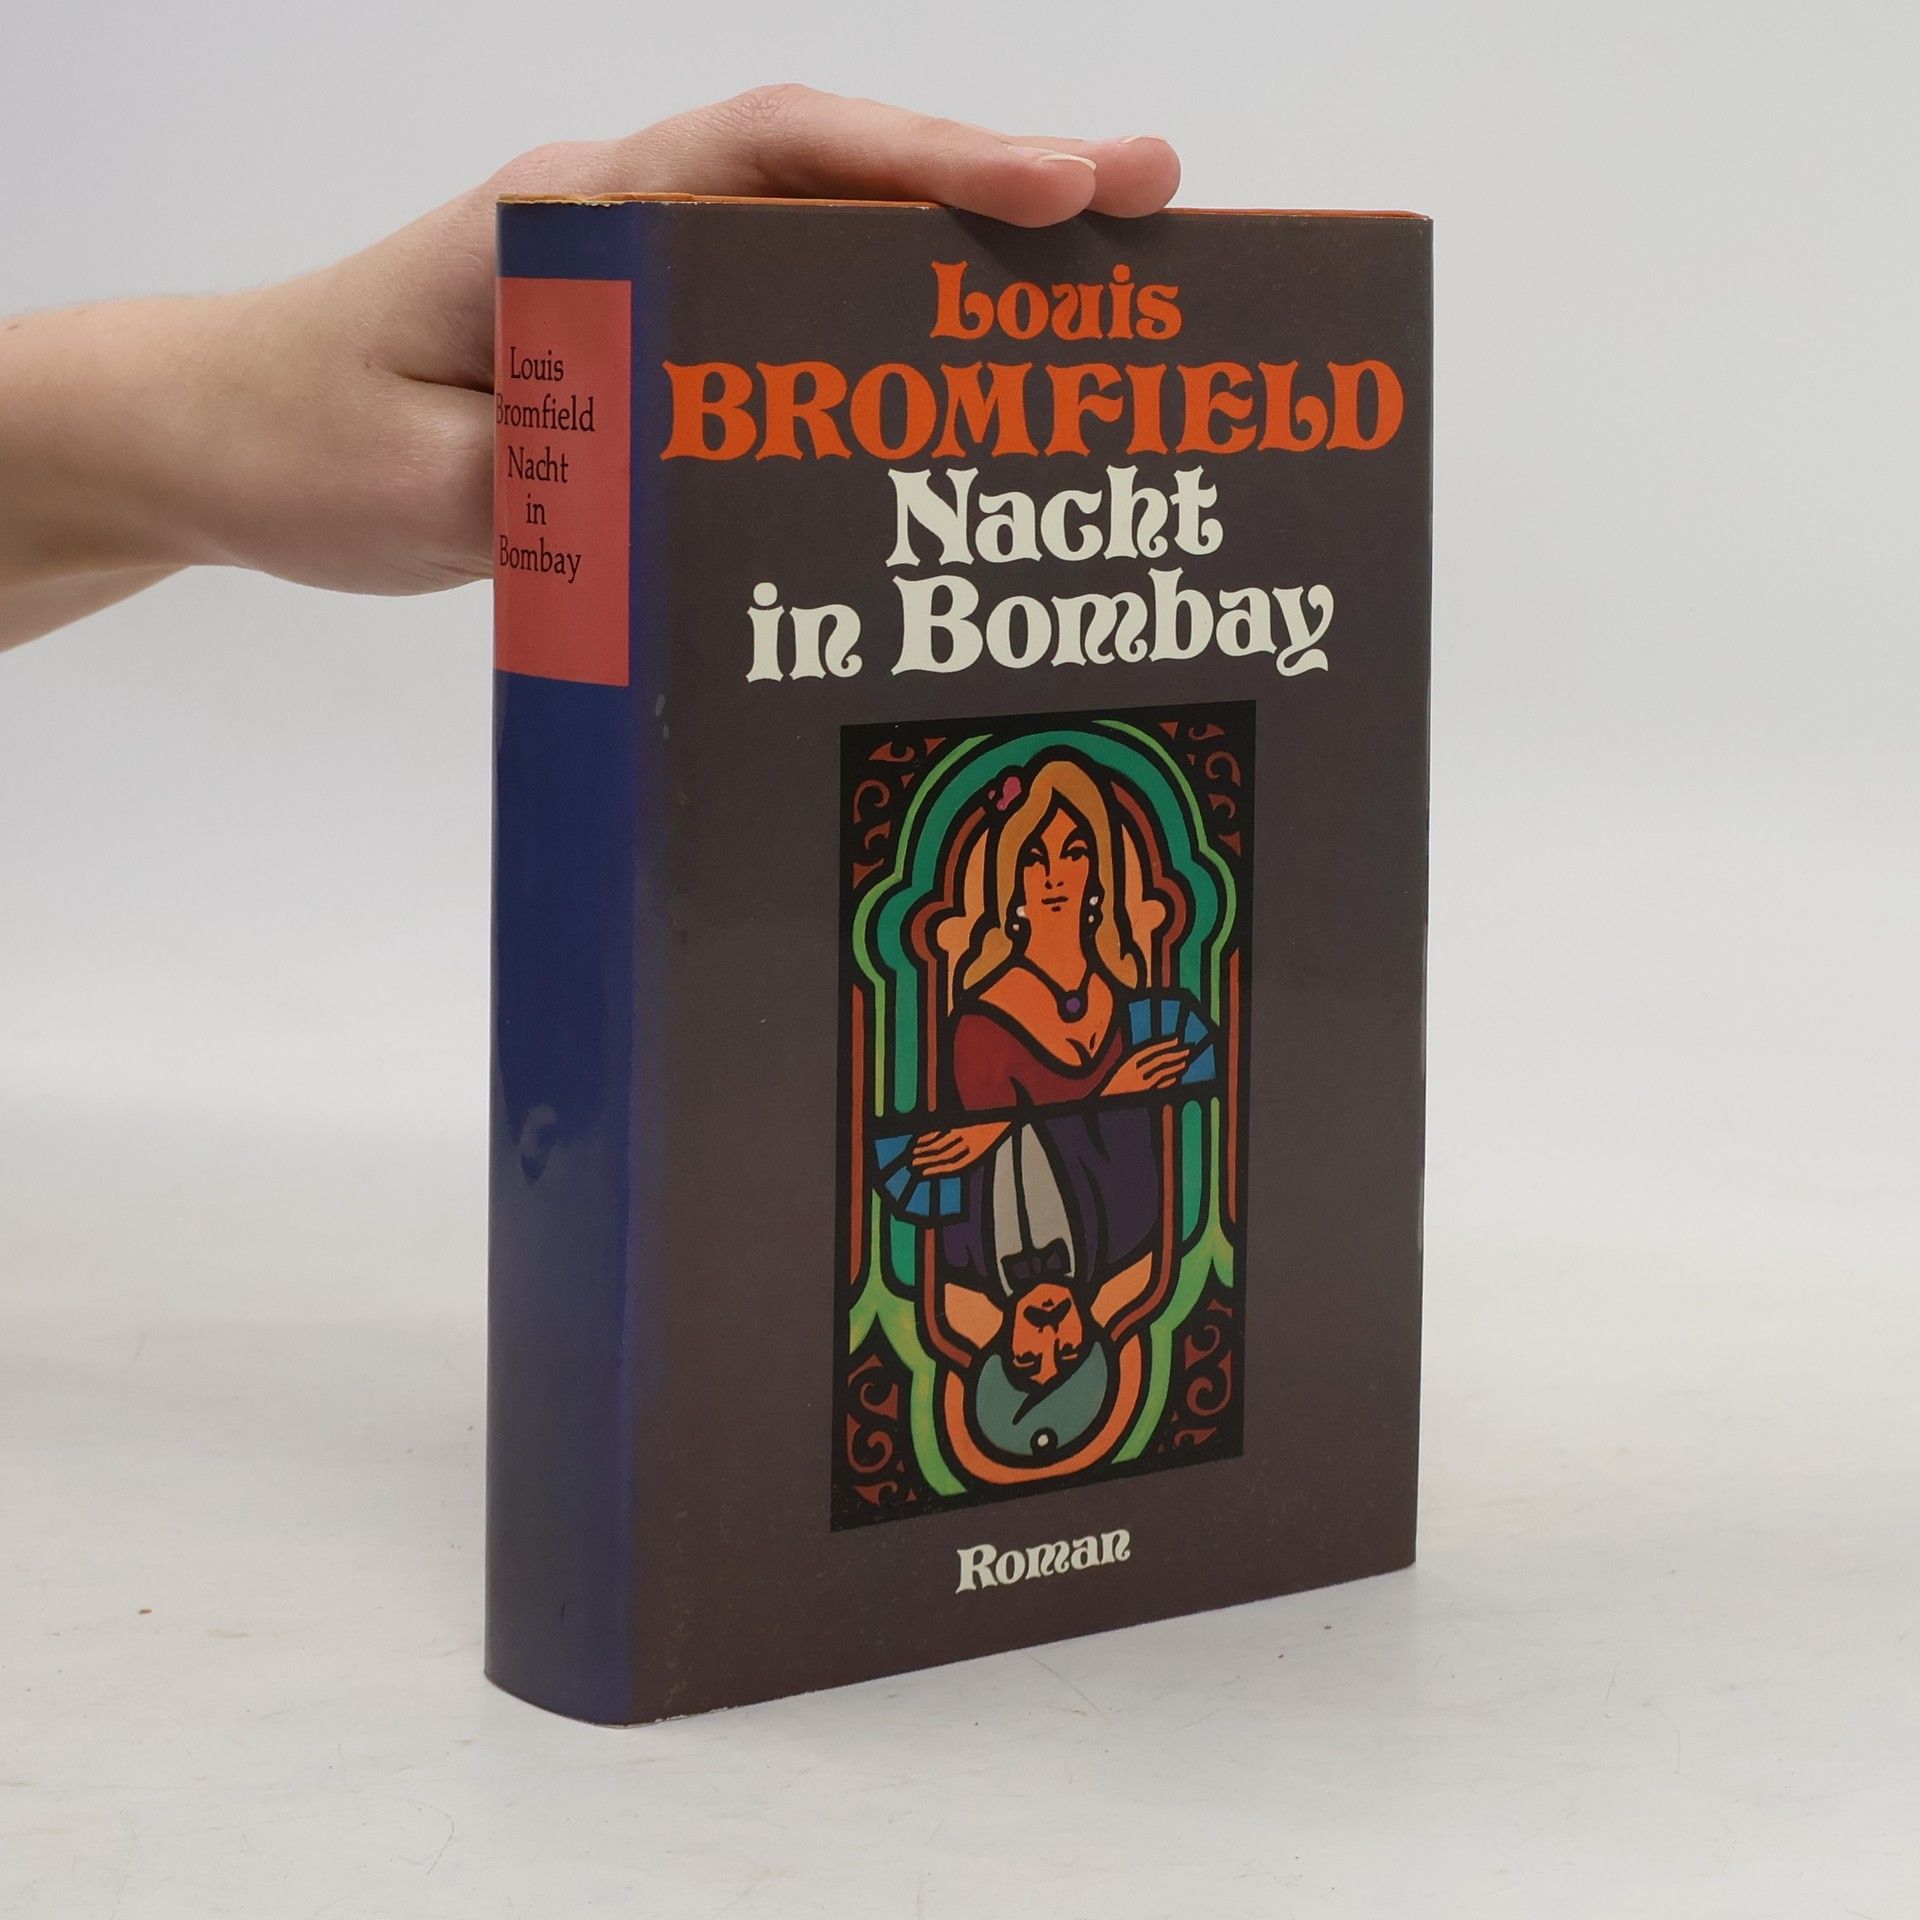 Louis
Bromfield
Nacht
in
Bombay
Louis
BROMFIELD
Nacht
in Bombay
Roman